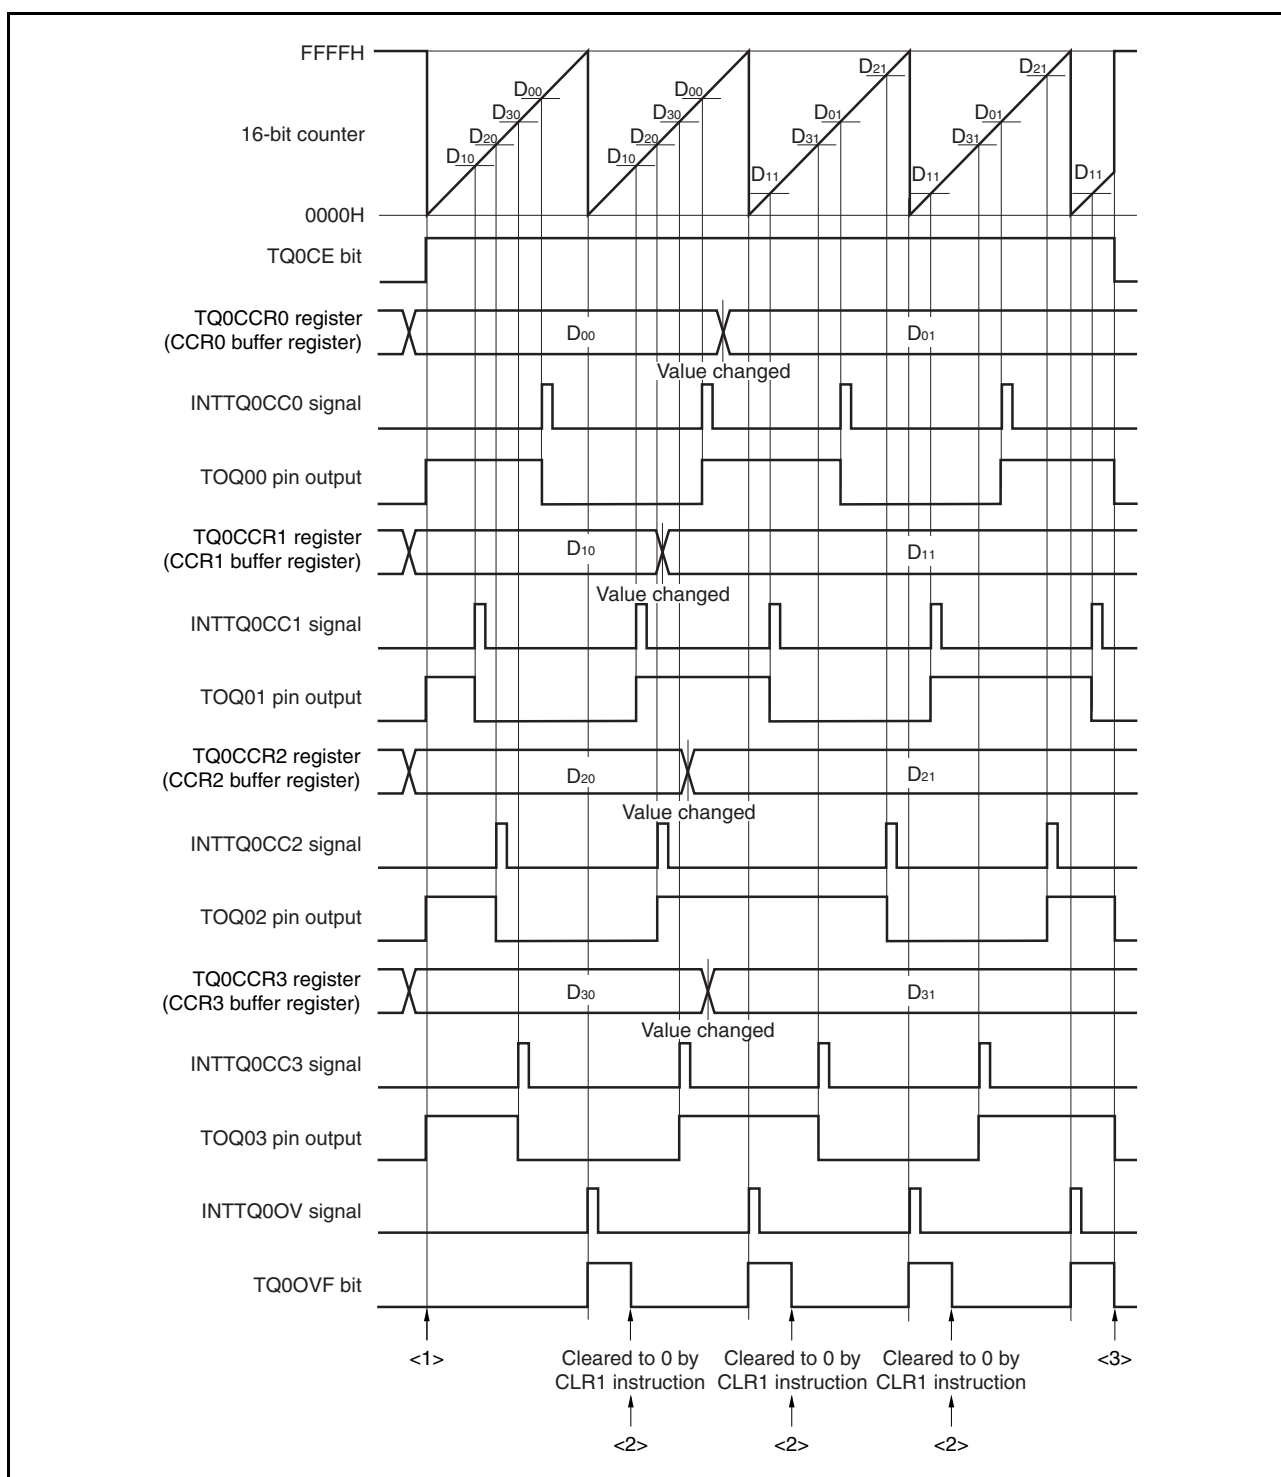 FFFFH
D21 D21
D00 D00
D30 D30 D01 D01
16-bit counter
D20 D20 D31 D31
D10 D10
D11 D11 D11
0000H
TQ0CE bit
TQ0CCR0 register
(CCR0 buffer register)
D00 D01
Value changed
INTTQ0CC0 signal
TOQ00 pin output
TQ0CCR1 register
(CCR1 buffer register)
D10 D11
Value changed
INTTQ0CC1 signal
TOQ01 pin output
TQ0CCR2 register
(CCR2 buffer register)
D20 D21
Value changed
INTTQ0CC2 signal
TOQ02 pin output
TQ0CCR3 register
(CCR3 buffer register)
D30 D31
Value changed
INTTQ0CC3 signal
TOQ03 pin output
INTTQ0OV signal
TQ0OVF bit
<1> Cleared to 0 by Cleared to 0 by Cleared to 0 by <3>
CLR1 instruction CLR1 instruction CLR1 instruction
<2> <2> <2>